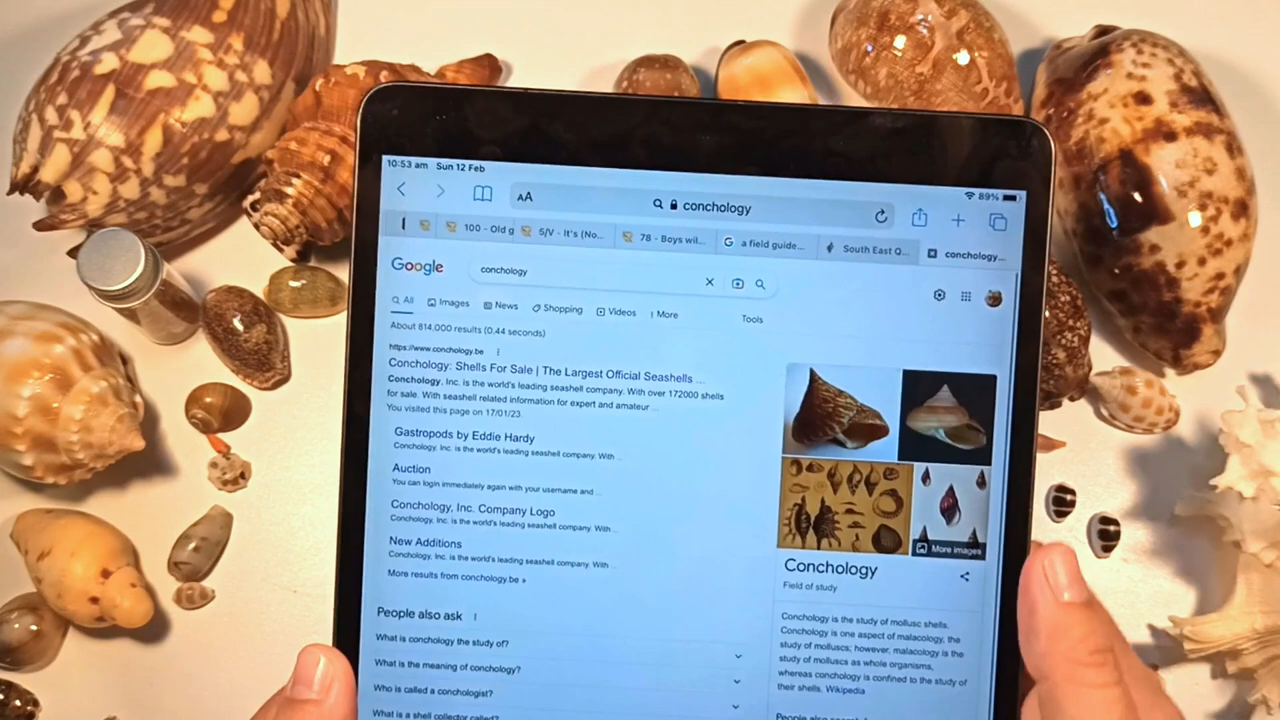 10:53 am Sun 12 Feb
89%
AA
conchology
100 - Old g
5/V - It's (No...
78 - Boys wil...
a field guide...
South East Q...
conchology...
Google
conchology
All Images News Shopping Videos More
Tools
About 814,000 results (0.44 seconds)
https://www.conchology.be
Conchology: Shells For Sale | The Largest Official Seashells ...
Conchology, Inc. is the world's leading seashell company. With over 172000 shells
for sale. With seashell related information for expert and amateur ...
You visited this page on 17/01/23.
Gastropods by Eddie Hardy
Conchology, Inc. is the world's leading seashell company. With ...
Auction
You can login immediately again with your username and ...
Conchology, Inc. Company Logo
Conchology, Inc. is the world's leading seashell company. With ...
New Additions
Conchology, Inc. is the world's leading seashell company. With ...
More results from conchology.be »
People also ask
What is conchology the study of?
What is the meaning of conchology?
Who is called a conchologist?
What is a shell collector called?
More images
Conchology
Field of study
Conchology is the study of mollusc shells.
Conchology is one aspect of malacology, the
study of molluscs; however, malacology is the
study of molluscs as whole organisms,
whereas conchology is confined to the study of
their shells. Wikipedia
People also